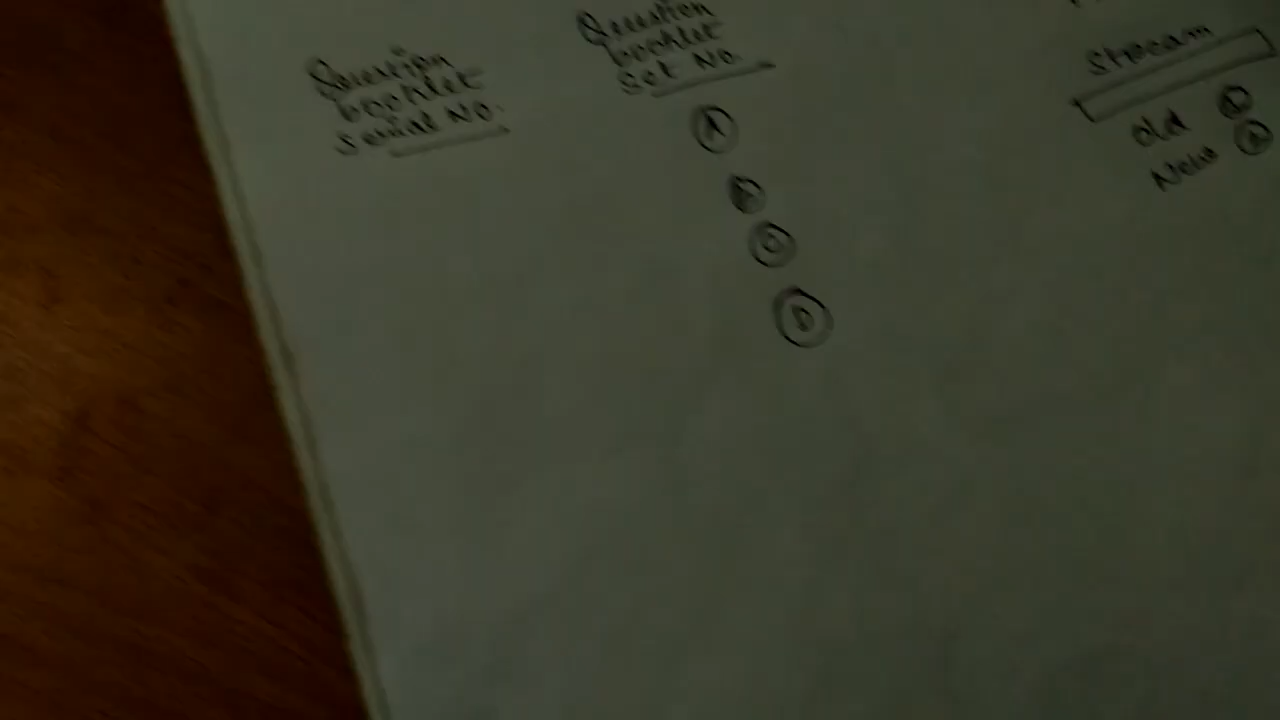 Question
booklet
Serial No.
Question
booklet
Set No.
A
B
C
D
Stream
Old
New